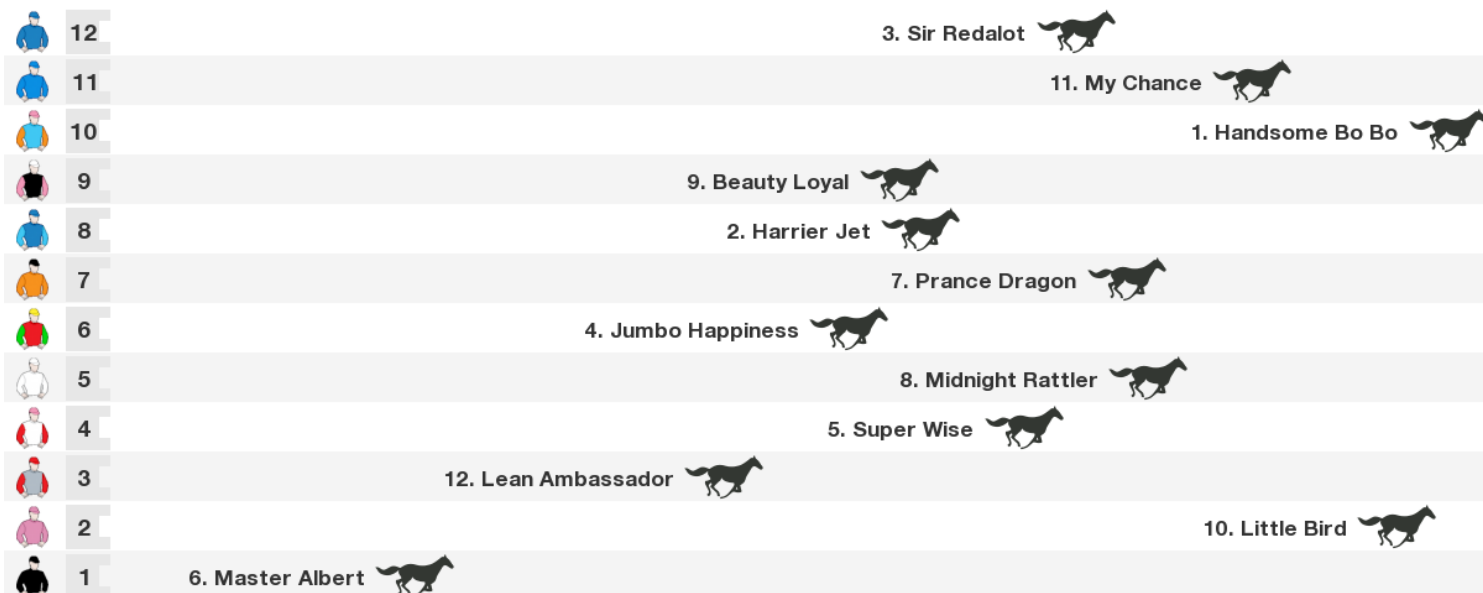 12 3. Sir Redalot
11 11. My Chance
10 1. Handsome Bo Bo
9 9. Beauty Loyal
8 2. Harrier Jet
7 7. Prance Dragon
6 4. Jumbo Happiness
5 8. Midnight Rattler
4 5. Super Wise
3 12. Lean Ambassador
2 10. Little Bird
1 6. Master Albert